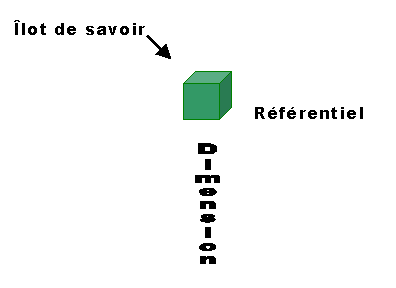 Îlot de savoir
Référentiel
Dimension